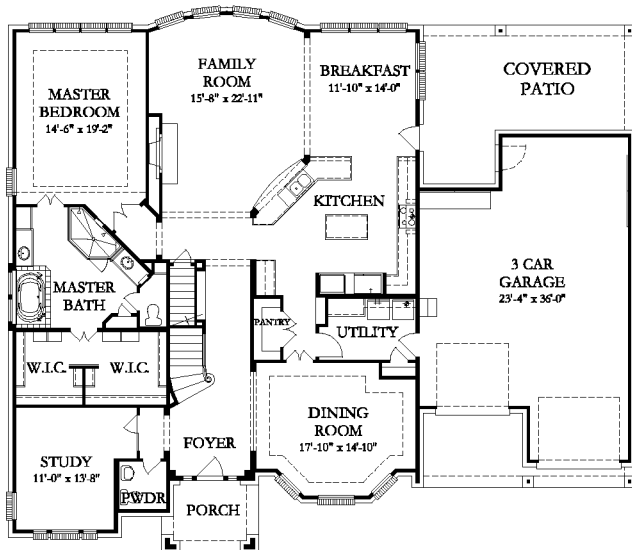 FAMILY
ROOM
15'-8" x 22'-11"
BREAKFAST
11'-10" x 14'-0"
COVERED
PATIO
MASTER
BEDROOM
14'-6" x 19'-2"
KITCHEN
3 CAR
GARAGE
23'-4" x 36'-0"
MASTER
BATH
PANTRY
UTILITY
W.I.C.
W.I.C.
DINING
ROOM
17'-10" x 14'-10"
FOYER
STUDY
11'-0" x 13'-8"
PWDR
PORCH